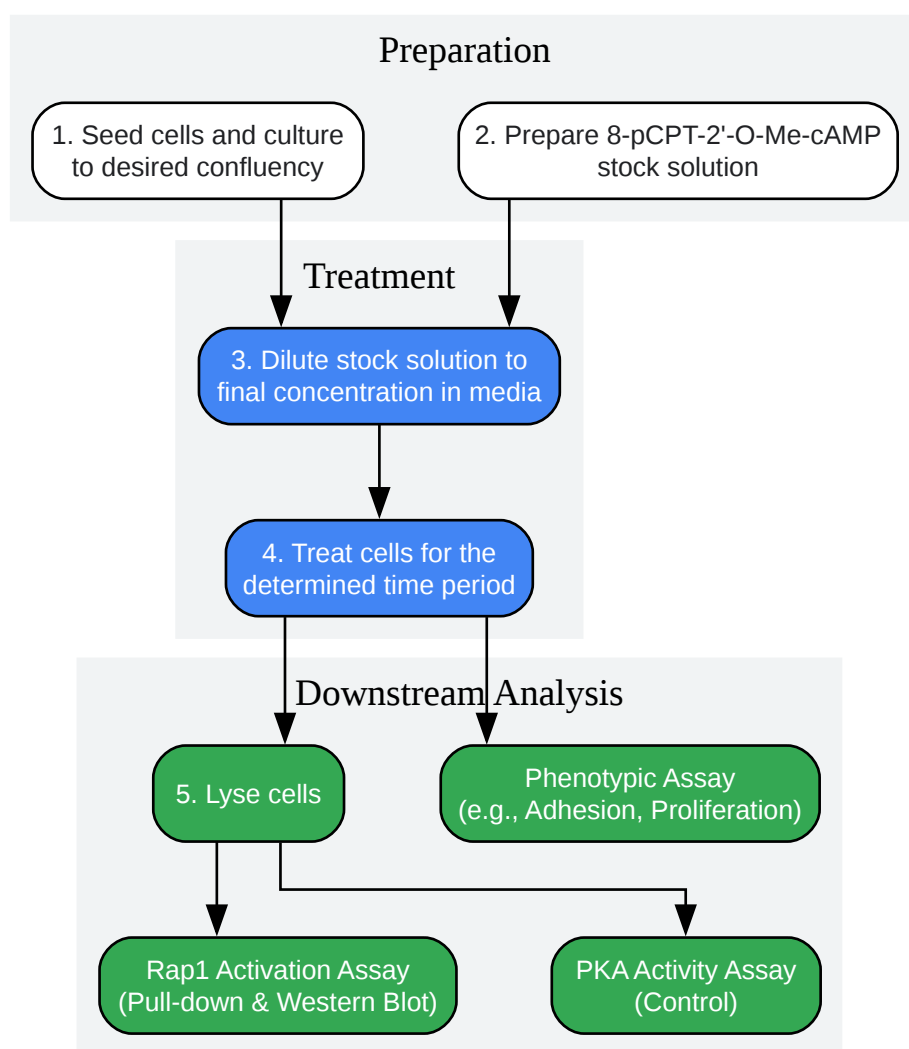 Preparation
1. Seed cells and culture
to desired confluency
2. Prepare 8-pCPT-2'-O-Me-cAMP
stock solution
Treatment
3. Dilute stock solution to
final concentration in media
4. Treat cells for the
determined time period
Downstream Analysis
5. Lyse cells
Phenotypic Assay
(e.g., Adhesion, Proliferation)
Rap1 Activation Assay
(Pull-down & Western Blot)
PKA Activity Assay
(Control)